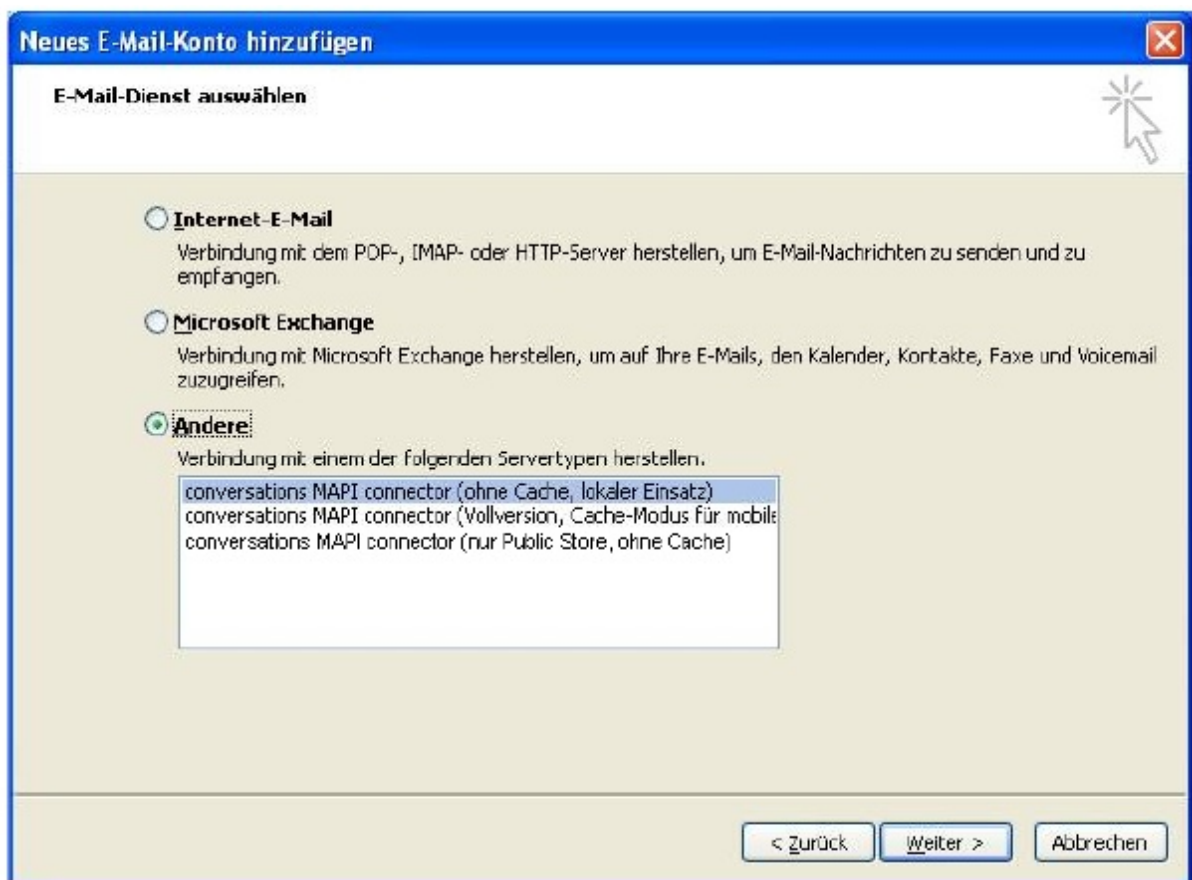 Neues E-Mail-Konto hinzufügen
E-Mail-Dienst auswählen
Internet-E-Mail
Verbindung mit dem POP-, IMAP- oder HTTP-Server herstellen, um E-Mail-Nachrichten zu senden und zu
empfangen.
Microsoft Exchange
Verbindung mit Microsoft Exchange herstellen, um auf Ihre E-Mails, den Kalender, Kontakte, Faxe und Voicemail
zuzugreifen.
Andere
Verbindung mit einem der folgenden Servertypen herstellen.
conversations MAPI connector (ohne Cache, lokaler Einsatz)
conversations MAPI connector (Vollversion, Cache-Modus für mobile
conversations MAPI connector (nur Public Store, ohne Cache)
< Zurück Weiter > Abbrechen